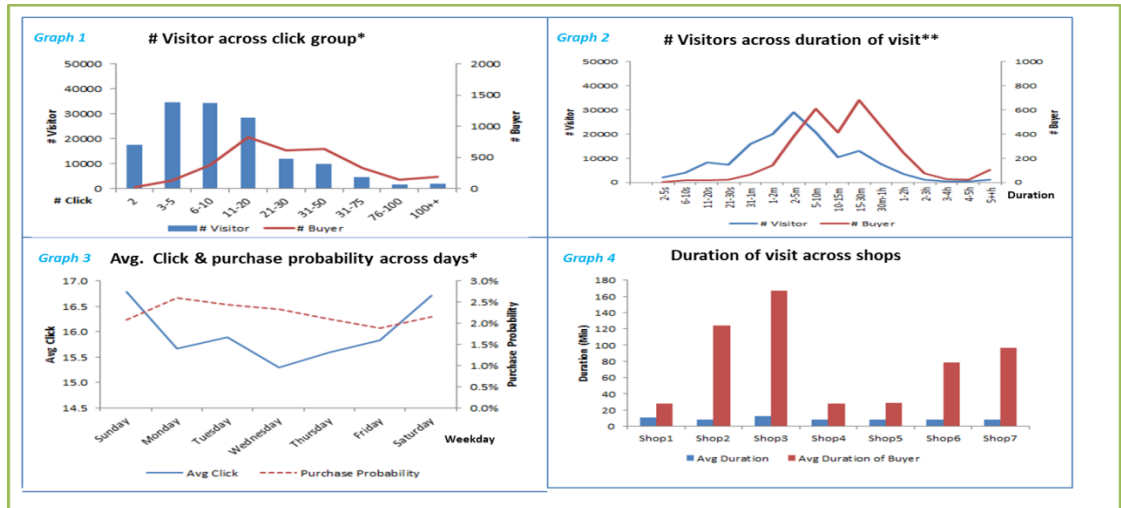 Graph 1
# Visitor across click group*
50000
40000
30000
20000
10000
0
# Visitor
2000
1500
1000
500
0
# Buyer
# Click
2
3-5
6-10
11-20
21-30
31-50
31-75
76-100
100++
# Visitor
# Buyer
Graph 2
# Visitors across duration of visit**
50000
40000
30000
20000
10000
0
# Visitor
1000
800
600
400
200
0
# Buyer
2-5s
6-10s
11-20s
21-30s
31-1m
1-2m
2-5m
5-10m
10-15m
15-30m
30m-1h
1-2h
2-3h
3-4h
4-5h
5++h
Duration
# Visitor
# Buyer
Graph 3
Avg. Click & purchase probability across days*
17.0
16.5
16.0
15.5
15.0
14.5
Avg Click
3.0%
2.5%
2.0%
1.5%
1.0%
0.5%
0.0%
Purchase Probability
Sunday
Monday
Tuesday
Wednesday
Thursday
Friday
Saturday
Weekday
Avg Click
Purchase Probability
Graph 4
Duration of visit across shops
180
160
140
120
100
80
60
40
20
0
Duration (Min)
Shop1
Shop2
Shop3
Shop4
Shop5
Shop6
Shop7
Avg Duration
Avg Duration of Buyer